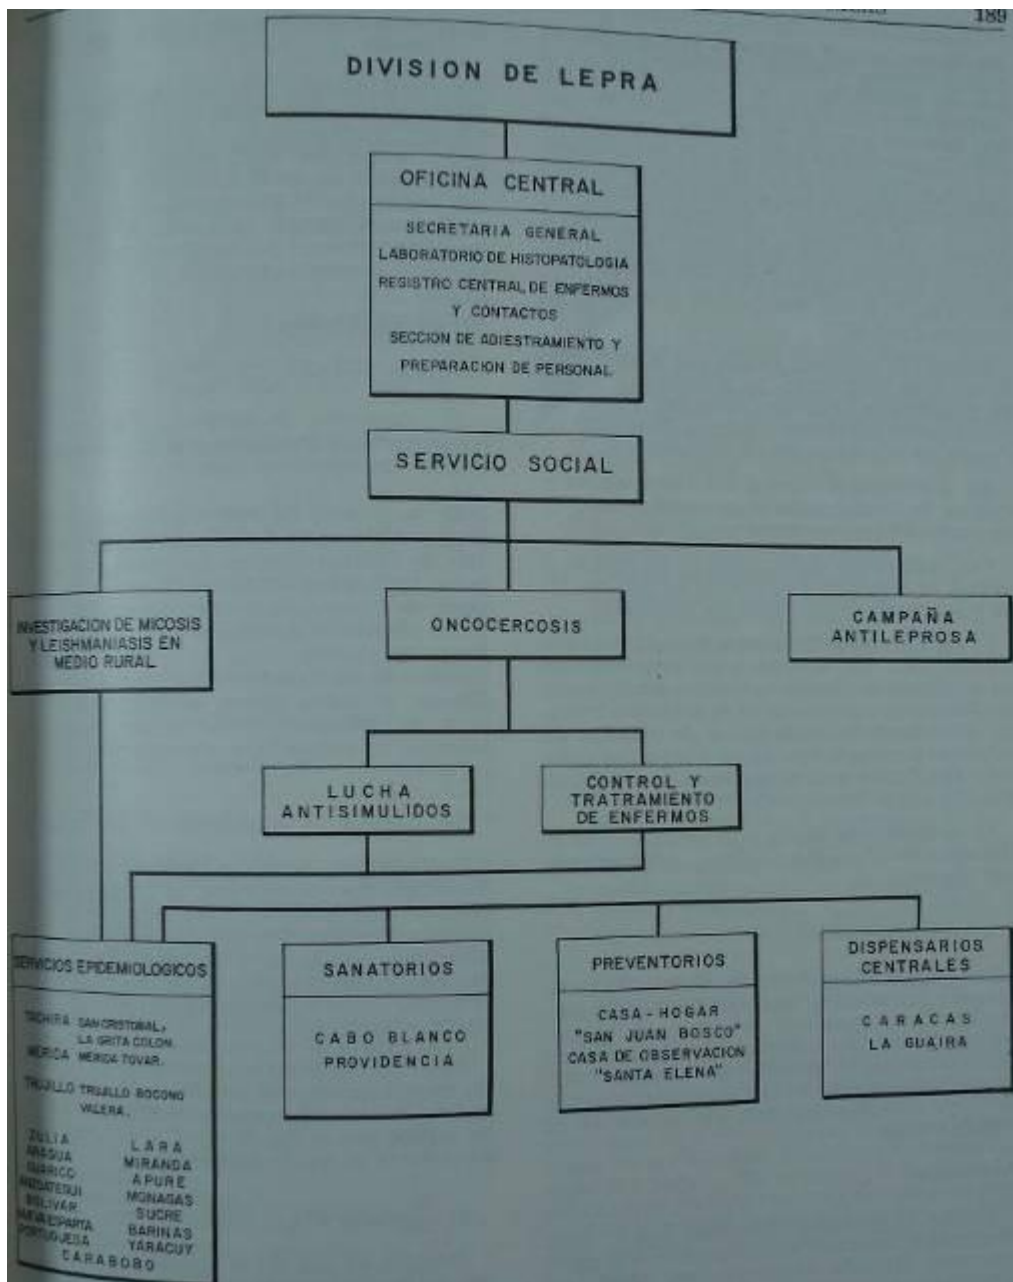 189
DIVISION DE LEPRA
OFICINA CENTRAL
SECRETARIA GENERAL
LABORATORIO DE HISTOPATOLOGIA
REGISTRO CENTRAL DE ENFERMOS
Y CONTACTOS
SECCION DE ADIESTRAMIENTO Y
PREPARACION DE PERSONAL
SERVICIO SOCIAL
INVESTIGACION DE MICOSIS
Y LEISHMANIASIS EN
MEDIO RURAL
ONCOCERCOSIS
CAMPAÑA
ANTILEPROSA
LUCHA
ANTISIMULIDOS
CONTROL Y
TRATRAMIENTO
DE ENFERMOS
SERVICIOS EPIDEMIOLOGICOS
TACHIRA SAN CRISTOBAL,
LA GRITA COLON.
MERIDA MERIDA TOVAR.
TRUJILLO TRUJILLO BOCONO
VALERA.
ZULIA LARA
ARAGUA MIRANDA
GUARICO APURE
ANZOATEGUI MONAGAS
BOLIVAR SUCRE
NUEVA ESPARTA BARINAS
PORTUGUESA YARACUY
CARABOBO
SANATORIOS
CABO BLANCO
PROVIDENCIA
PREVENTORIOS
CASA-HOGAR
"SAN JUAN BOSCO"
CASA DE OBSERVACION
"SANTA ELENA"
DISPENSARIOS
CENTRALES
CARACAS
LA GUAIRA